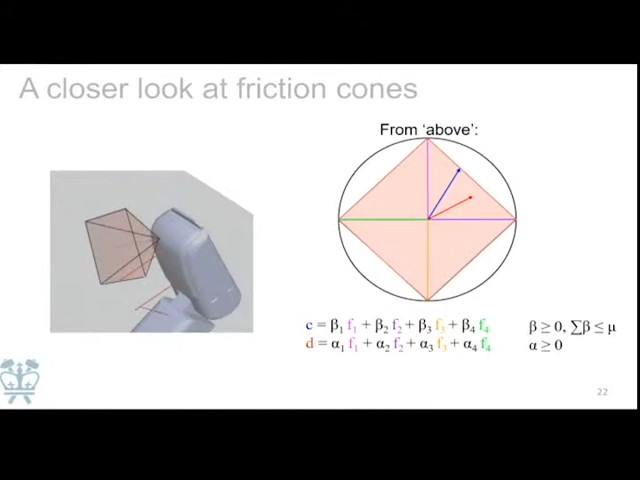 A closer look at friction cones
From 'above':
c = β₁ f₁ + β₂ f₂ + β₃ f₃ + β₄ f₄
β ≥ 0, ∑β ≤ μ
d = α₁ f₁ + α₂ f₂ + α₃ f₃ + α₄ f₄
α ≥ 0
22